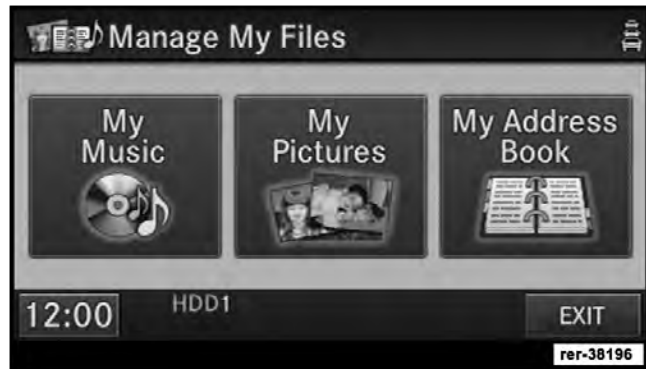 Manage My Files
My
Music
My
Pictures
My Address
Book
12:00
HDD1
EXIT
rer-38196